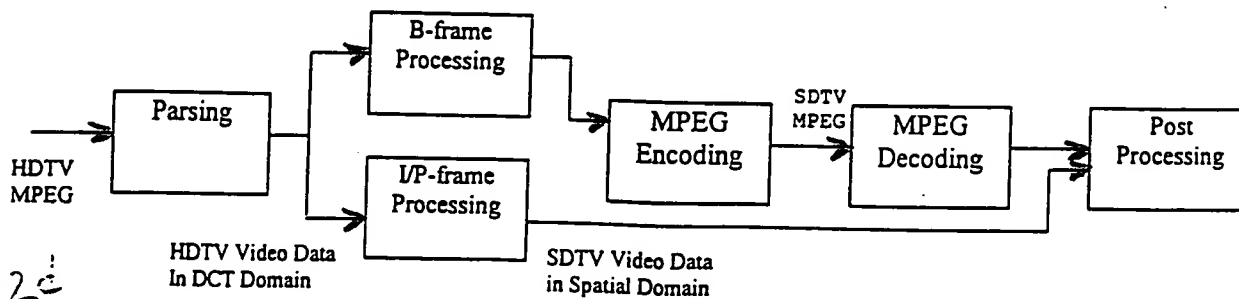 B-frame
Processing
Parsing
HDTV
MPEG
MPEG
Encoding
SDTV
MPEG
MPEG
Decoding
Post
Processing
I/P-frame
Processing
HDTV Video Data
In DCT Domain
SDTV Video Data
in Spatial Domain